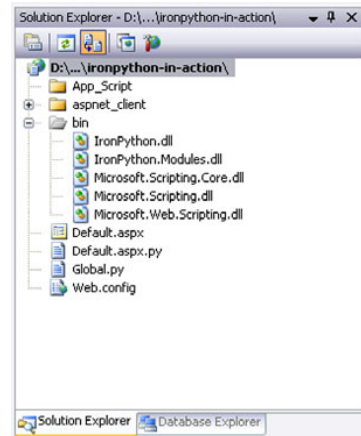 Solution Explorer - D:\...\ironpython-in-action\
D:\...\ironpython-in-action\
App_Script
aspnet_client
bin
IronPython.dll
IronPython.Modules.dll
Microsoft.Scripting.Core.dll
Microsoft.Scripting.dll
Microsoft.Web.Scripting.dll
Default.aspx
Default.aspx.py
Global.py
Web.config
Solution Explorer Database Explorer